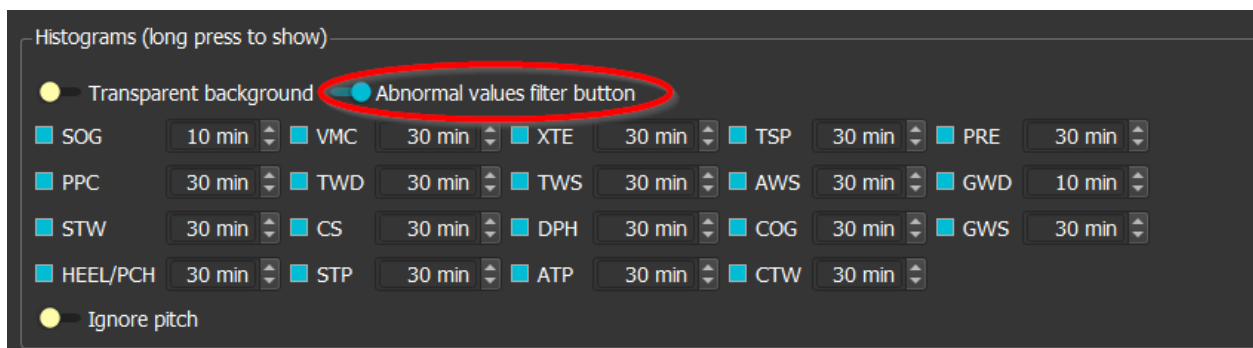 Histograms (long press to show)
Transparent background Abnormal values filter button
SOG 10 min VMC 30 min XTE 30 min TSP 30 min PRE 30 min
PPC 30 min TWD 30 min TWS 30 min AWS 30 min GWD 10 min
STW 30 min CS 30 min DPH 30 min COG 30 min GWS 30 min
HEEL/PCH 30 min STP 30 min ATP 30 min CTW 30 min
Ignore pitch